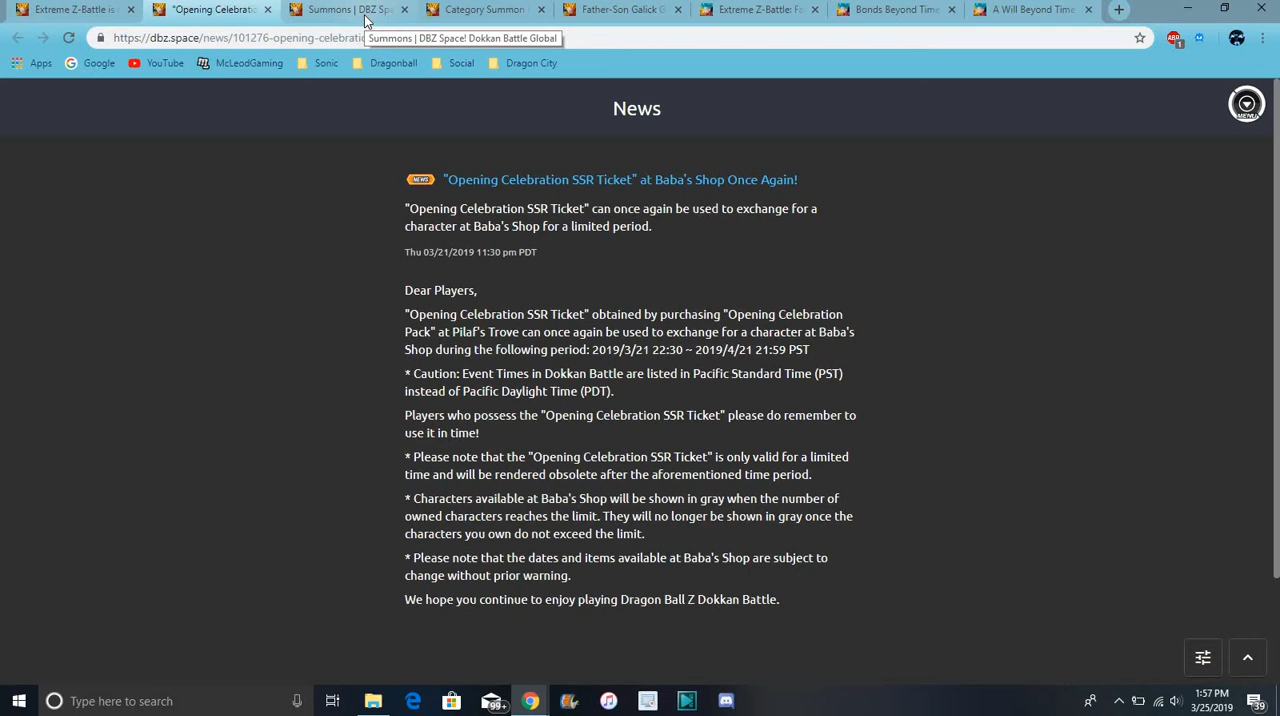 Extreme Z-Battle is
"Opening Celebratio
Summons | DBZ Spa
Category Summon
Father-Son Galick G
Extreme Z-Battle: Fa
Bonds Beyond Time
A Will Beyond Time
https://dbz.space/news/101276-opening-celebratio
Summons | DBZ Space! Dokkan Battle Global
ABP
1
Apps
Google
YouTube
McLeodGaming
Sonic
Dragonball
Social
Dragon City
News
MENU
NEWS
"Opening Celebration SSR Ticket" at Baba's Shop Once Again!
"Opening Celebration SSR Ticket" can once again be used to exchange for a
character at Baba's Shop for a limited period.
Thu 03/21/2019 11:30 pm PDT
Dear Players,
"Opening Celebration SSR Ticket" obtained by purchasing "Opening Celebration
Pack" at Pilaf's Trove can once again be used to exchange for a character at Baba's
Shop during the following period: 2019/3/21 22:30 ~ 2019/4/21 21:59 PST
* Caution: Event Times in Dokkan Battle are listed in Pacific Standard Time (PST)
instead of Pacific Daylight Time (PDT).
Players who possess the "Opening Celebration SSR Ticket" please do remember to
use it in time!
* Please note that the "Opening Celebration SSR Ticket" is only valid for a limited
time and will be rendered obsolete after the aforementioned time period.
* Characters available at Baba's Shop will be shown in gray when the number of
owned characters reaches the limit. They will no longer be shown in gray once the
characters you own do not exceed the limit.
* Please note that the dates and items available at Baba's Shop are subject to
change without prior warning.
We hope you continue to enjoy playing Dragon Ball Z Dokkan Battle.
Type here to search
99+
1:57 PM
3/25/2019
39